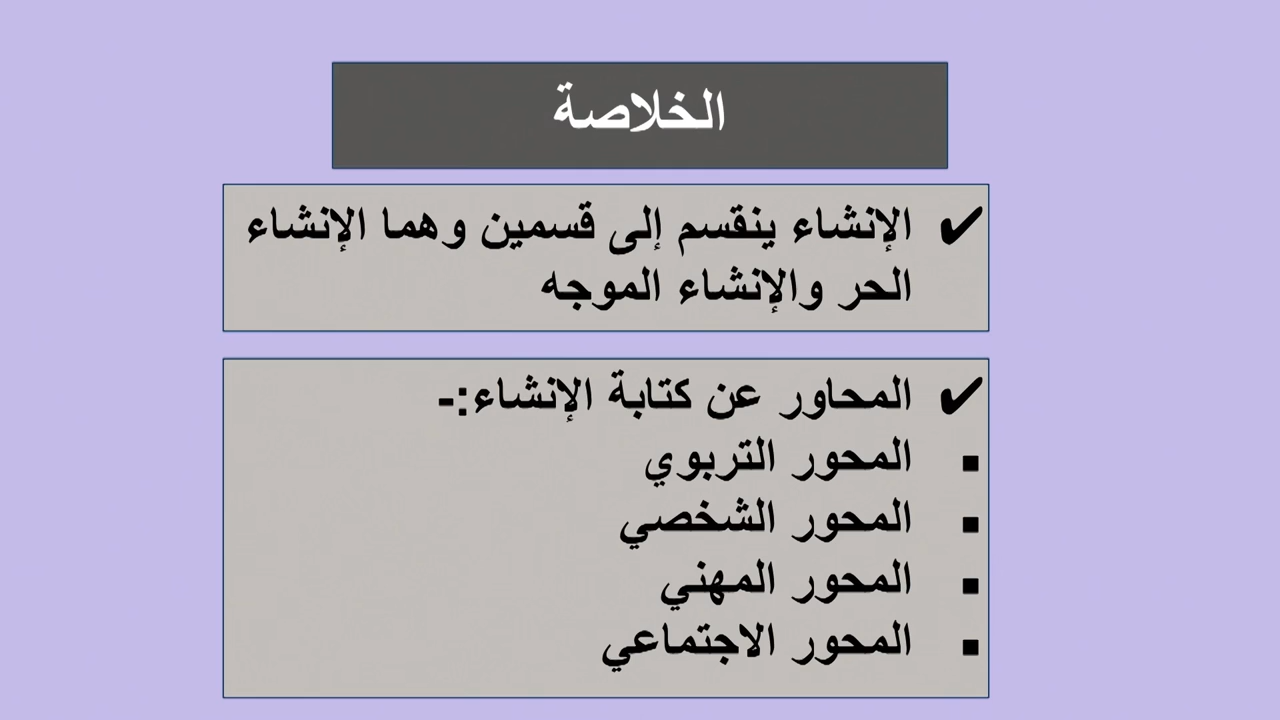 الخلاصة
✔ الإنشاء ينقسم إلى قسمين وهما الإنشاء
الحر والإنشاء الموجه
✔ المحاور عن كتابة الإنشاء:-
▪ المحور التربوي
▪ المحور الشخصي
▪ المحور المهني
▪ المحور الاجتماعي